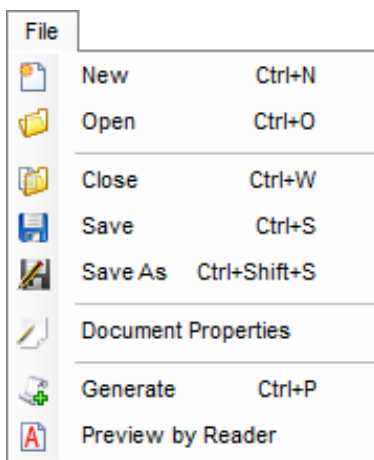 File
New Ctrl+N
Open Ctrl+O
Close Ctrl+W
Save Ctrl+S
Save As Ctrl+Shift+S
Document Properties
Generate Ctrl+P
A Preview by Reader